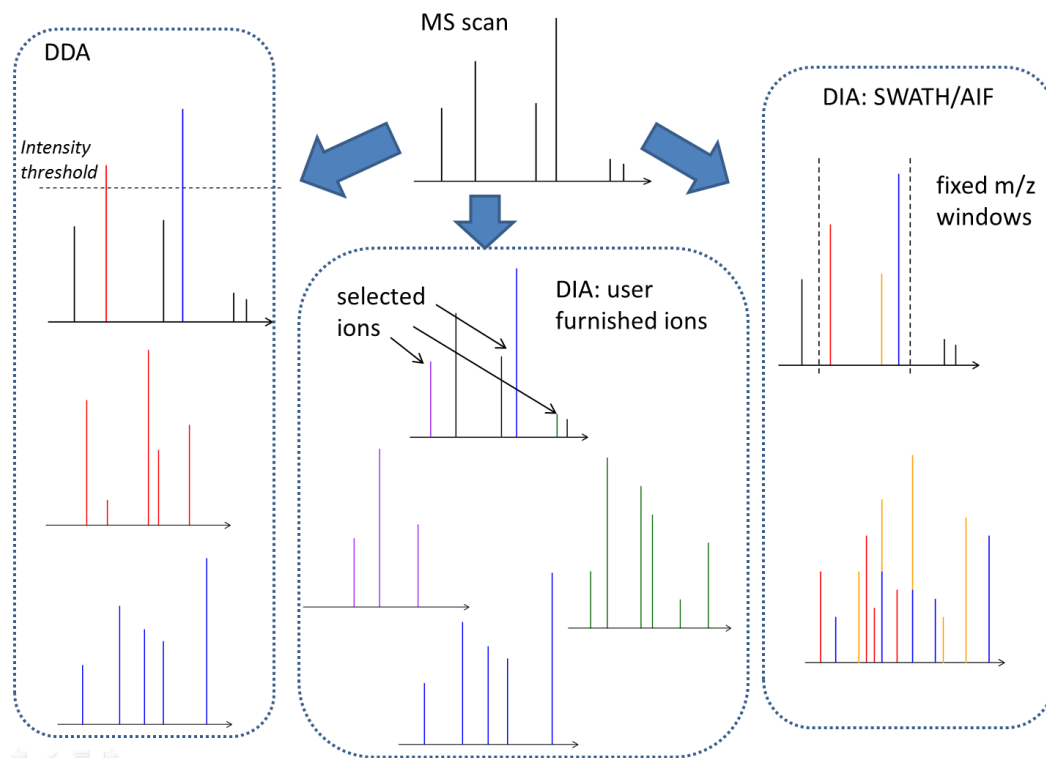 MS scan
DDA
Intensity
threshold
selected
ions
DIA: user
furnished ions
DIA: SWATH/AIF
fixed m/z
windows